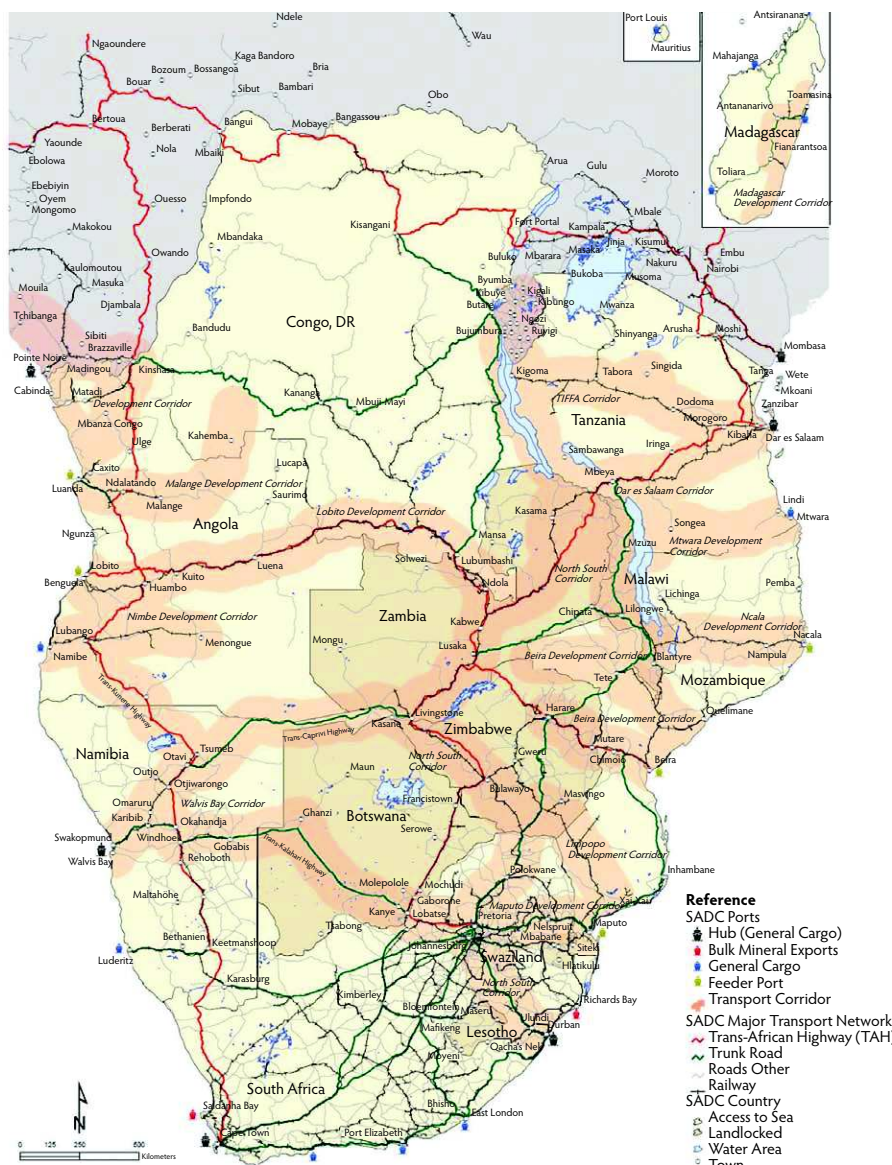 Port Louis
Mauritius
Antsiranana
Mahajanga
Toamasina
Antananarivo
Madagascar
Fianarantsoa
Toliara
Madagascar
Development Corridor
Ndele
Wau
Ngaoundere
Kaga Bandoro
Bria
Bozoum
Bossangoa
Bouar
Sibut
Bambari
Obo
Bertoua
Bangui
Mobaye
Bangassou
Berberati
Yaounde
Nola
Mbaiki
Ebolowa
Arua
Gulu
Moroto
Ebebiyin
Oyem
Mongomo
Ouesso
Impfondo
Mbale
Fort Portal
Kampala
Makokou
Mbandaka
Kisangani
Masaka
Jinja
Kisumu
Embu
Owando
Buluko
Mbarara
Nakuru
Nairobi
Kaulomoutou
Masuka
Byumba
Bukoba
Musoma
Mouila
Kibuye
Kigali
Kibungo
Djambala
Butare
Mwanza
Tchibanga
Congo, DR
Ngozi
Arusha
Moshi
Sibiti
Bandudu
Bujumbura
Ruyigi
Shinyanga
Brazzaville
Mombasa
Pointe Noire
Madingou
Kinshasa
Kigoma
Tabora
Singida
Tanga
Wete
Cabinda
Matadi
Kananga
Mbuji Mayi
Mkoani
Development Corridor
TIFFA Corridor
Dodoma
Zanzibar
Mbanza Congo
Kahemba
Tanzania
Morogoro
Kibaha
Dar es Salaam
Ulge
Iringa
Sambawanga
Caxito
Lucapa
Mbeya
Luanda
Ndalatando
Malange Development Corridor
Dar es Salaam Corridor
Malange
Saurimo
Lindi
Angola
Lobito Development Corridor
Kasama
Songea
Mtwara
Ngunza
Mansa
Mzuzu
Mtwara Development
Corridor
Solwezi
Lubumbashi
North South
Corridor
Lobito
Luena
Benguela
Kuito
Ndola
Malawi
Pemba
Huambo
Lichinga
Zambia
Kabwe
Chipata
Lilongwe
Nimbe Development Corridor
Ncala
Development Corridor
Lubango
Menongue
Mongu
Lusaka
Nacala
Namibe
Beira Development Corridor
Blantyre
Nampula
Trans-Kunene Highway
Tete
Mozambique
Livingstone
Harare
Kasane
Zimbabwe
Beira Development Corridor
Quelimane
Namibia
Tsumeb
Trans-Caprivi Highway
North South
Corridor
Mutare
Otavi
Gweru
Chimoio
Beira
Outjo
Otjiwarongo
Maun
Bulawayo
Francistown
Masvingo
Omaruru
Walvis Bay Corridor
Karibib
Okahandja
Ghanzi
Botswana
Serowe
Swakopmund
Windhoek
Gobabis
Limpopo
Development Corridor
Walvis Bay
Rehoboth
Trans-Kalahari Highway
Polokwane
Inhambane
Molepolole
Mochudi
Maltahöhe
Gaborone
Maputo Development Corridor
Xai-Xai
Kanye
Lobatse
Pretoria
Tsabong
Nelspruit
Maputo
Bethanien
Keetmanshoop
Johannesburg
Mbabane
Siteki
Luderitz
Swaziland
Hlatikulu
Karasburg
North South
Corridor
Kimberley
Richards Bay
Bloemfontein
Maseru
Ulundi
Mafikeng
Lesotho
Durban
Moyeni
Qacha's Nek
South Africa
Bhisho
Saldanha Bay
East London
Cape Town
Port Elizabeth
Reference
SADC Ports
Hub (General Cargo)
Bulk Mineral Exports
General Cargo
Feeder Port
Transport Corridor
SADC Major Transport Network
Trans-African Highway (TAH)
Trunk Road
Roads Other
Railway
SADC Country
Access to Sea
Landlocked
Water Area
Town
N
0 125 250 500
Kilometers